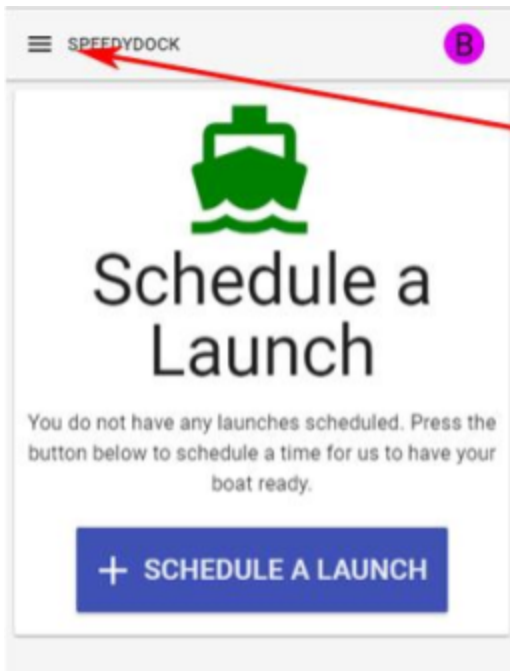 SPEEDYDOCK
B
Schedule a
Launch
You do not have any launches scheduled. Press the
button below to schedule a time for us to have your
boat ready.
+ SCHEDULE A LAUNCH